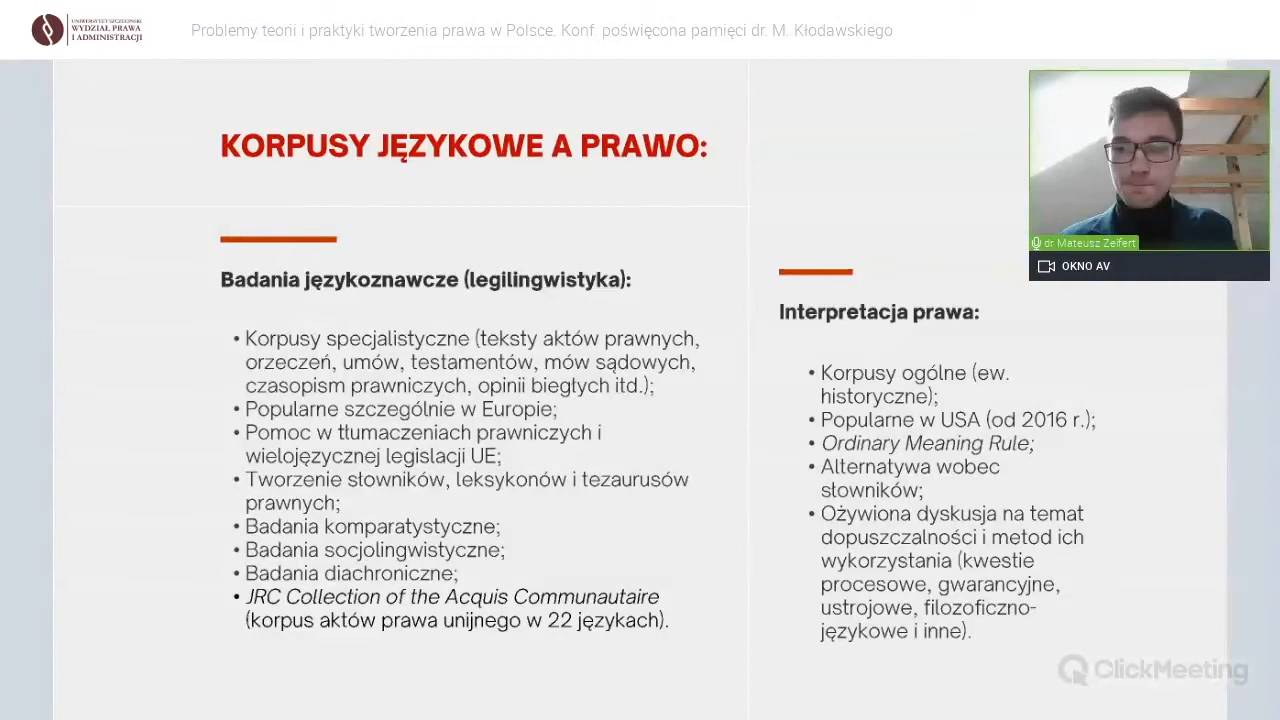 UNIWERSYTET SZCZECIŃSKI
WYDZIAŁ PRAWA
I ADMINISTRACJI
Problemy teorii i praktyki tworzenia prawa w Polsce. Konf. poświęcona pamięci dr. M. Kłodawskiego
KORPUSY JĘZYKOWE A PRAWO:
Badania językoznawcze (legilingwistyka):
• Korpusy specjalistyczne (teksty aktów prawnych,
orzeczeń, umów, testamentów, mów sądowych,
czasopism prawniczych, opinii biegłych itd.);
• Popularne szczególnie w Europie;
• Pomoc w tłumaczeniach prawniczych i
wielojęzycznej legislacji UE;
• Tworzenie słowników, leksykonów i tezaurusów
prawnych;
• Badania komparatystyczne;
• Badania socjolingwistyczne;
• Badania diachroniczne;
• JRC Collection of the Acquis Communautaire
(korpus aktów prawa unijnego w 22 językach).
Interpretacja prawa:
• Korpusy ogólne (ew.
historyczne);
• Popularne w USA (od 2016 r.);
• Ordinary Meaning Rule;
• Alternatywa wobec
słowników;
• Ożywiona dyskusja na temat
dopuszczalności i metod ich
wykorzystania (kwestie
procesowe, gwarancyjne,
ustrojowe, filozoficzno-
językowe i inne).
dr Mateusz Zeifert
OKNO AV
ClickMeeting